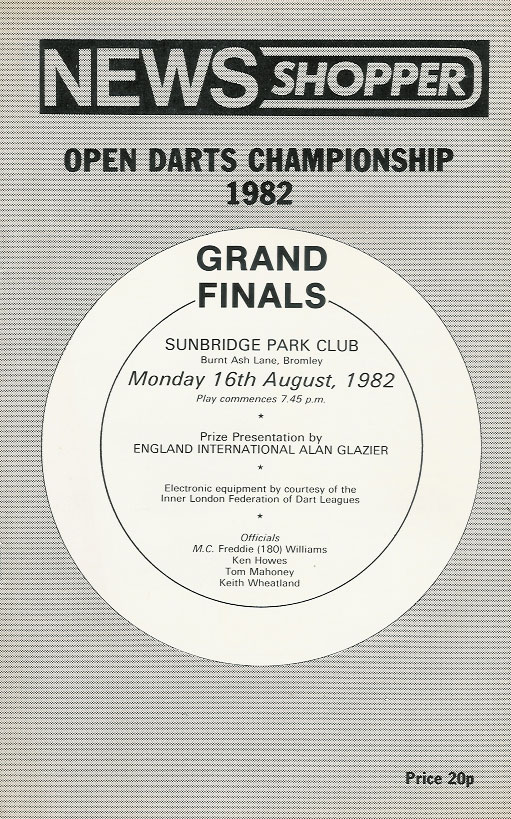 NEWS SHOPPER
OPEN DARTS CHAMPIONSHIP
1982
GRAND
FINALS
SUNBRIDGE PARK CLUB
Burnt Ash Lane, Bromley
Monday 16th August, 1982
Play commences 7.45 p.m.
*
Prize Presentation by
ENGLAND INTERNATIONAL ALAN GLAZIER
*
Electronic equipment by courtesy of the
Inner London Federation of Dart Leagues
*
Officials
M.C. Freddie (180) Williams
Ken Howes
Tom Mahoney
Keith Wheatland
Price 20p